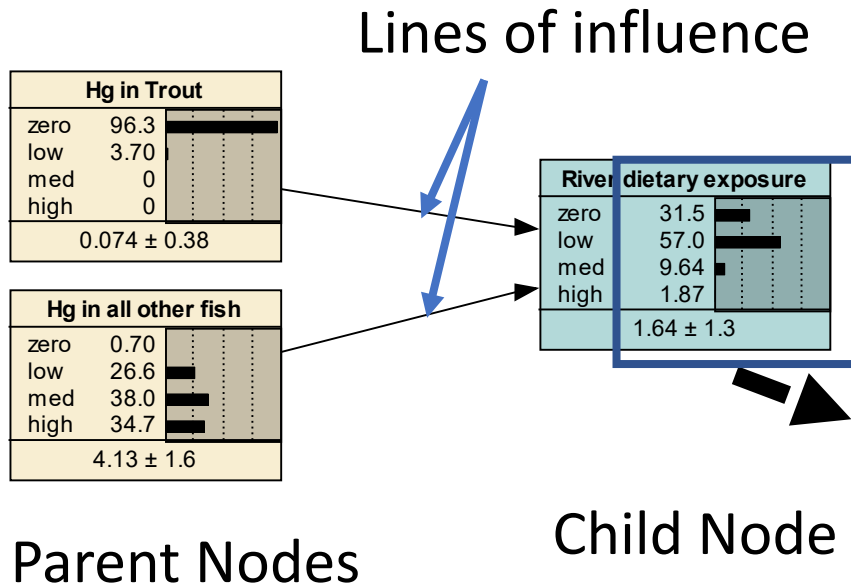 Lines of influence
Hg in Trout
zero 96.3
low 3.70
med 0
high 0
0.074 ± 0.38
Hg in all other fish
zero 0.70
low 26.6
med 38.0
high 34.7
4.13 ± 1.6
River dietary exposure
zero 31.5
low 57.0
med 9.64
high 1.87
1.64 ± 1.3
Parent Nodes
Child Node